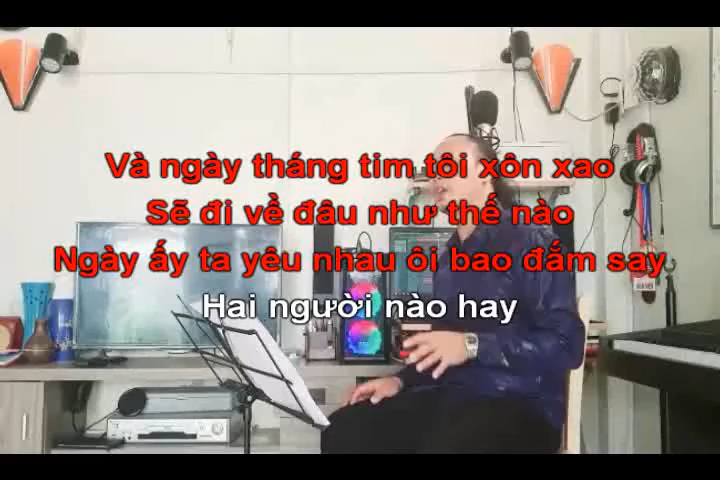 Và ngày tháng tim tôi xôn xao
Sẽ đi về đâu như thế nào
Ngày ấy ta yêu nhau ôi bao đắm say
Hai người nào hay